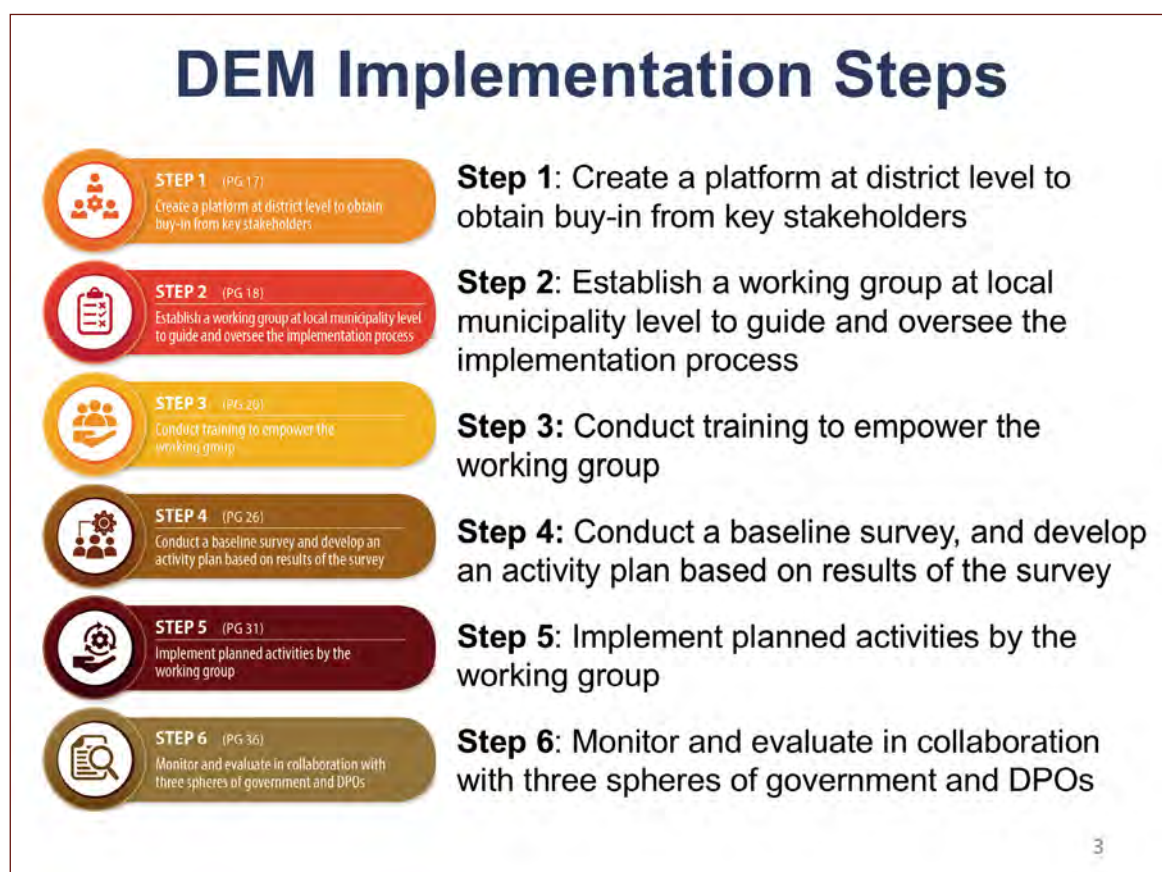 DEM Implementation Steps
STEP 1 (PG 17)
Create a platform at district level to obtain
buy-in from key stakeholders
Step 1: Create a platform at district level to
obtain buy-in from key stakeholders
STEP 2 (PG 18)
Establish a working group at local municipality level
to guide and oversee the implementation process
Step 2: Establish a working group at local
municipality level to guide and oversee the
implementation process
STEP 3 (PG 20)
Conduct training to empower the
working group
Step 3: Conduct training to empower the
working group
STEP 4 (PG 26)
Conduct a baseline survey and develop an
activity plan based on results of the survey
Step 4: Conduct a baseline survey, and develop
an activity plan based on results of the survey
STEP 5 (PG 31)
Implement planned activities by the
working group
Step 5: Implement planned activities by the
working group
STEP 6 (PG 36)
Monitor and evaluate in collaboration with
three spheres of government and DPOs
Step 6: Monitor and evaluate in collaboration
with three spheres of government and DPOs
3